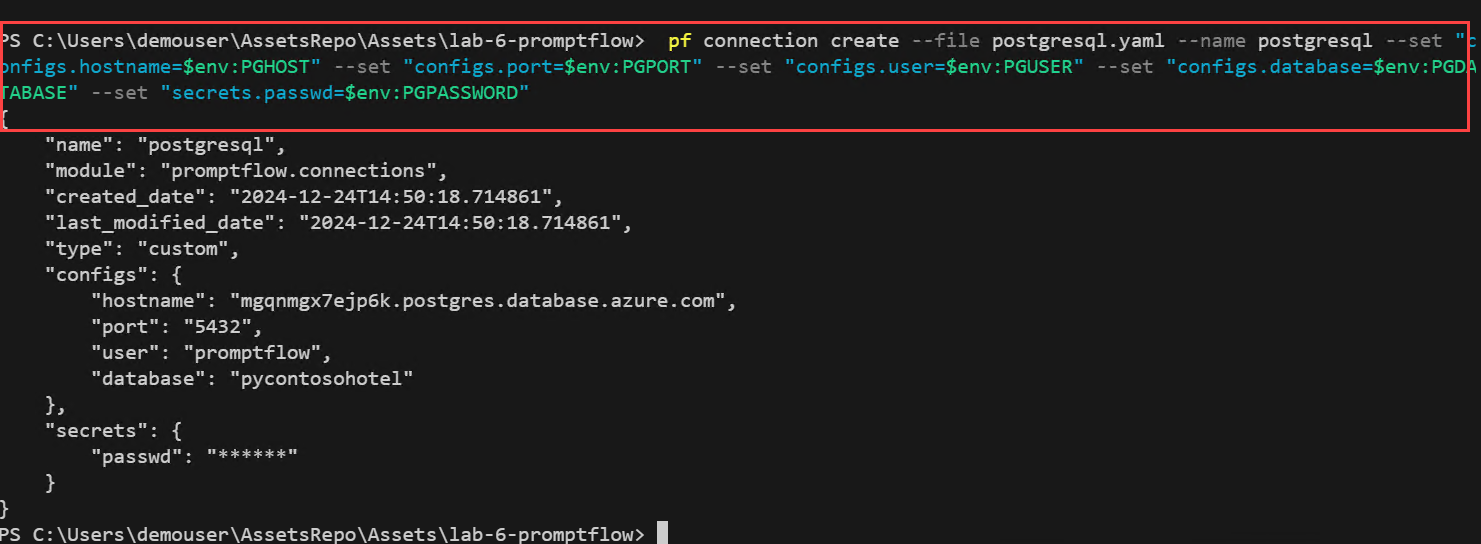 PS C:\Users\demouser\AssetsRepo\Assets\lab-6-promptflow>  pf connection create --file postgresql.yaml --name postgresql --set "c
onfigs.hostname=$env:PGHOST" --set "configs.port=$env:PGPORT" --set "configs.user=$env:PGUSER" --set "configs.database=$env:PGDA
TABASE" --set "secrets.passwd=$env:PGPASSWORD"
{
    "name": "postgresql",
    "module": "promptflow.connections",
    "created_date": "2024-12-24T14:50:18.714861",
    "last_modified_date": "2024-12-24T14:50:18.714861",
    "type": "custom",
    "configs": {
        "hostname": "mgqnmgx7ejp6k.postgres.database.azure.com",
        "port": "5432",
        "user": "promptflow",
        "database": "pycontosohotel"
    },
    "secrets": {
        "passwd": "******"
    }
}
PS C:\Users\demouser\AssetsRepo\Assets\lab-6-promptflow>